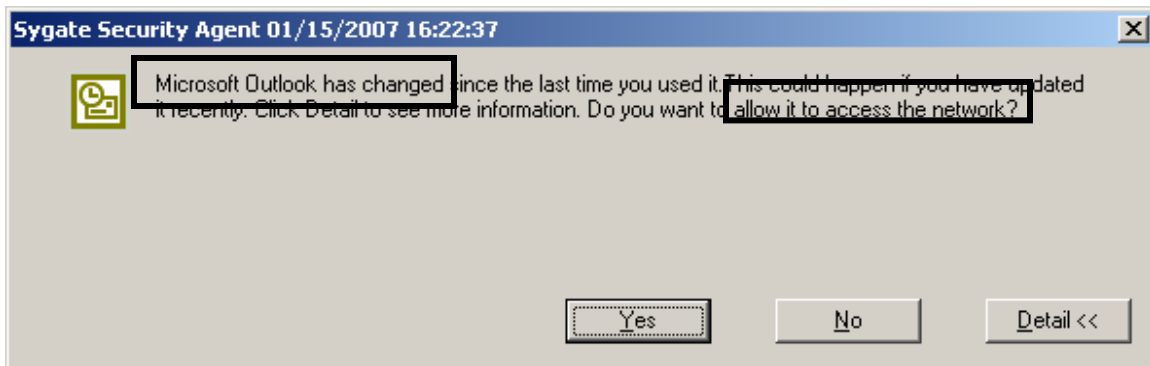 Sygate Security Agent 01/15/2007 16:22:37
Microsoft Outlook has changed since the last time you used it. This could happen if you have updated
it recently. Click Detail to see more information. Do you want to allow it to access the network?
Yes No Detail <<